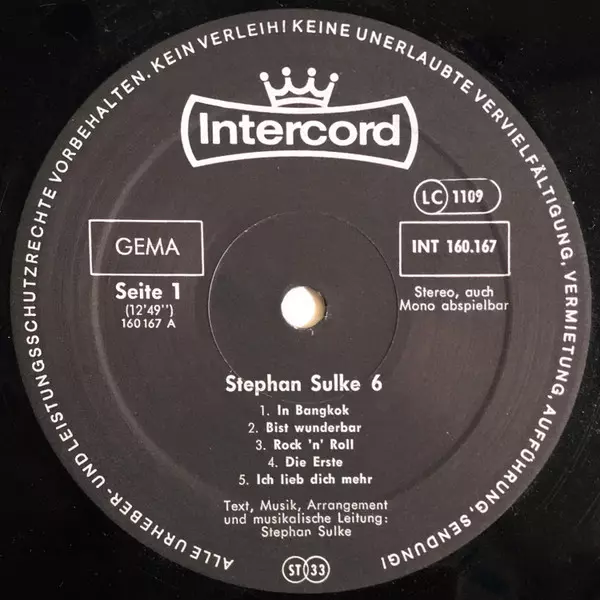 ALLE URHEBER- UND LEISTUNGSSCHUTZRECHTE VORBEHALTEN. KEIN VERLEIH! KEINE UNERLAUBTE VERVIELFÄLTIGUNG, VERMIETUNG, AUFFÜHRUNG, SENDUNG!
Intercord
LC 1109
GEMA
INT 160.167
Seite 1
(12'49'')
160167 A
Stereo, auch
Mono abspielbar
Stephan Sulke 6
1. In Bangkok
2. Bist wunderbar
3. Rock 'n' Roll
4. Die Erste
5. Ich lieb dich mehr
Text, Musik, Arrangement
und musikalische Leitung:
Stephan Sulke
ST 33